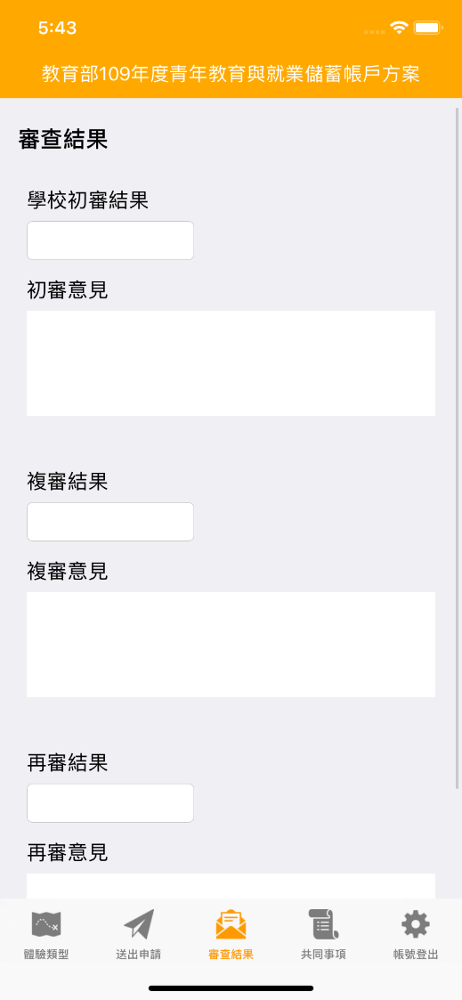 5:43
教育部109年度青年教育與就業儲蓄帳戶方案
審查結果
學校初審結果
初審意見
複審結果
複審意見
再審結果
再審意見
體驗類型
送出申請
審查結果
共同事項
帳號登出